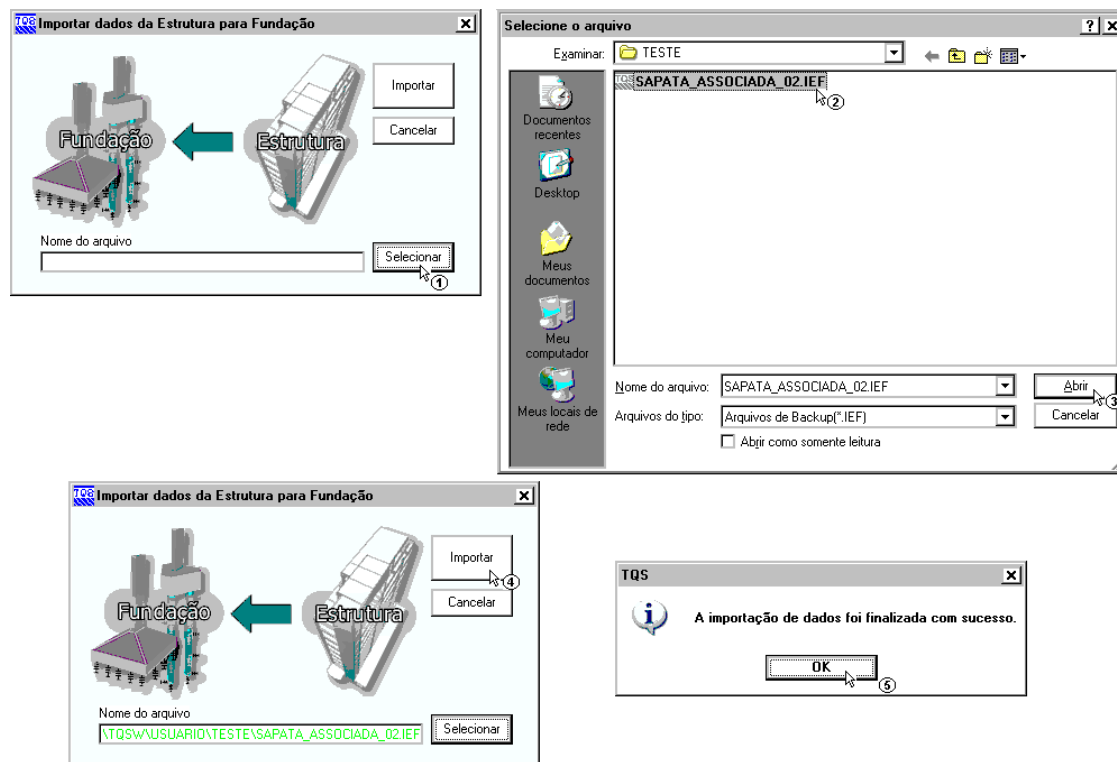 TQS Importar dados da Estrutura para Fundação
Importar
Cancelar
Fundação
Estrutura
Nome do arquivo
Selecionar
1
Selecione o arquivo
Examinar:
TESTE
SAPATA_ASSOCIADA_02.IEF
2
Documentos
recentes
Desktop
Meus
documentos
Meu
computador
Meus locais de
rede
Nome do arquivo:
SAPATA_ASSOCIADA_02.IEF
Abrir
3
Arquivos do tipo:
Arquivos de Backup(*.IEF)
Cancelar
Abrir como somente leitura
TQS Importar dados da Estrutura para Fundação
Importar
4
Cancelar
Fundação
Estrutura
Nome do arquivo
\TQSW\USUARIO\TESTE\SAPATA_ASSOCIADA_02.IEF
Selecionar
TQS
A importação de dados foi finalizada com sucesso.
OK
5